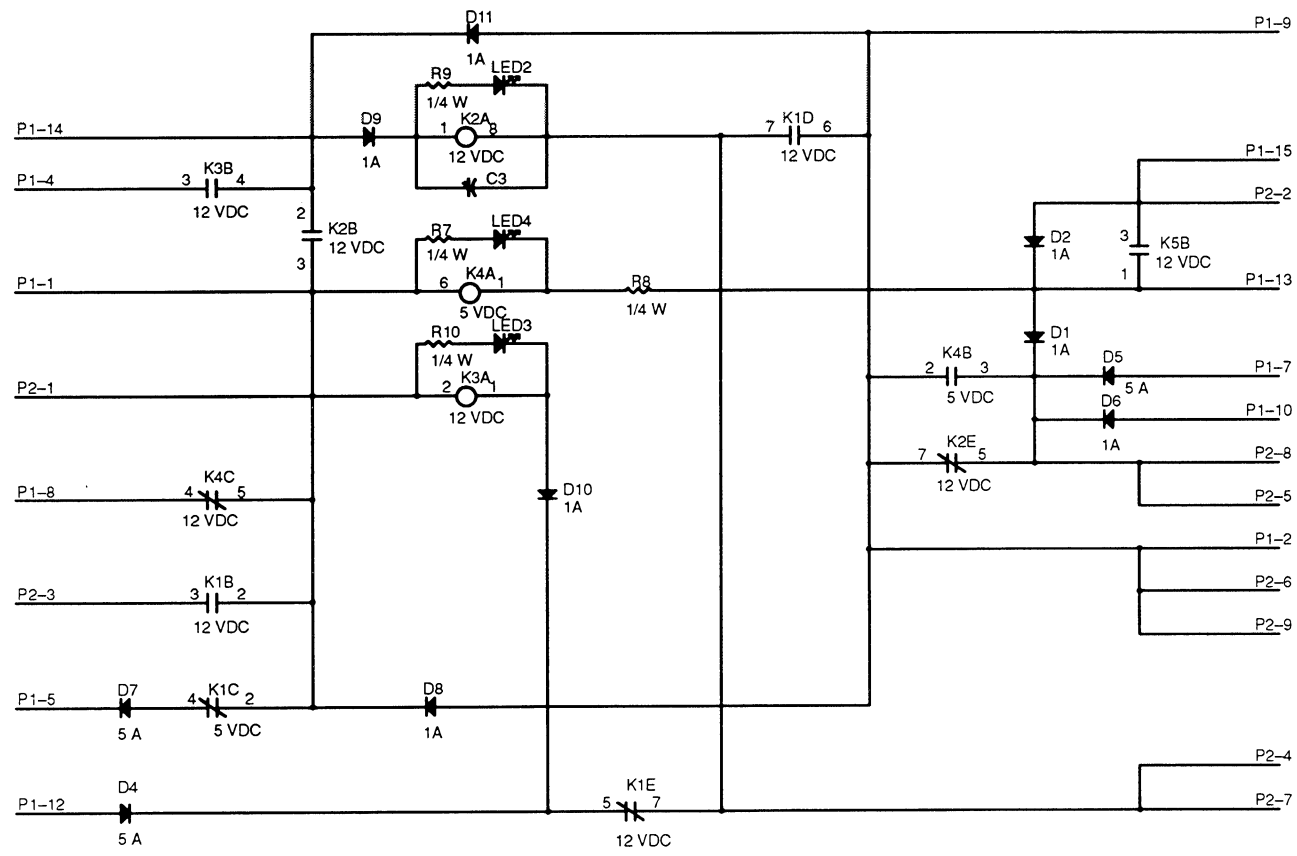 D11
P1-9
1A
R9
LED2
1/4 W
P1-14
D9
1
K2A
8
7
K1D
6
1A
12 VDC
12 VDC
P1-15
P1-4
3
K3B
4
C3
12 VDC
P2-2
2
K2B
12 VDC
3
R7
LED4
1/4 W
D2
1A
3
K5B
12 VDC
1
P1-1
6
K4A
1
R8
P1-13
5 VDC
1/4 W
R10
LED3
1/4 W
D1
1A
2
K4B
3
D5
P1-7
5 VDC
5 A
P2-1
2
K3A
1
12 VDC
D6
P1-10
1A
7
K2E
5
P2-8
12 VDC
P1-8
4
K4C
5
D10
1A
P2-5
12 VDC
P1-2
P2-3
3
K1B
2
P2-6
12 VDC
P2-9
P1-5
D7
4
K1C
2
D8
5 A
5 VDC
1A
P2-4
P1-12
D4
5
K1E
7
P2-7
5 A
12 VDC